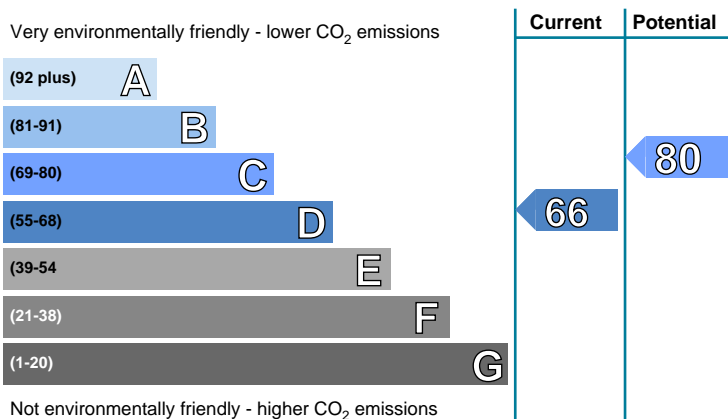 Current Potential
Very environmentally friendly - lower CO2 emissions
(92 plus) A
(81-91) B
(69-80) C
80
(55-68) D
66
(39-54 E
(21-38) F
(1-20) G
Not environmentally friendly - higher CO2 emissions